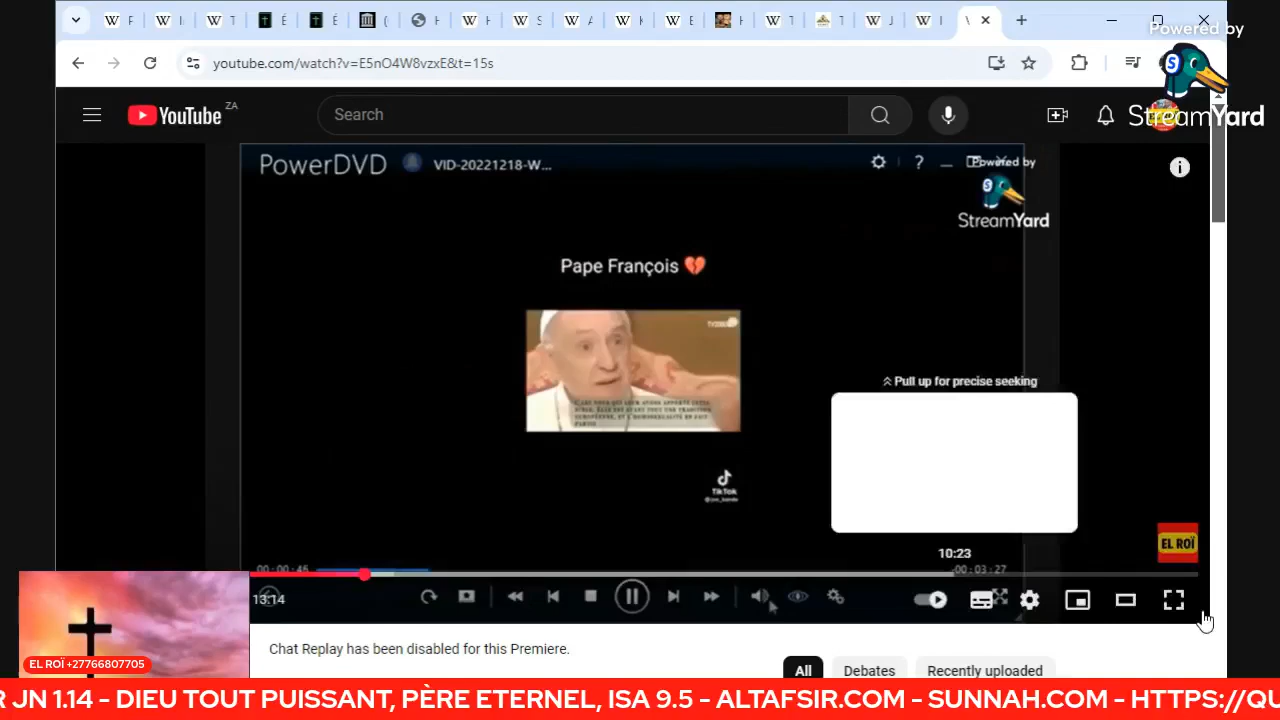 Powered by
StreamYard
youtube.com/watch?v=E5nO4W8vzxE&t=15s
YouTube
ZA
Search
PowerDVD
VID-20221218-W...
Powered by
StreamYard
Pape François 💔
TikTok
Pull up for precise seeking
EL ROÏ
10:23
00:00:46
-00:03:27
13:14
Chat Replay has been disabled for this Premiere.
All
Debates
Recently uploaded
EL ROÏ +27766807705
R JN 1.14 - DIEU TOUT PUISSANT, PÈRE ETERNEL, ISA 9.5 - ALTAFSIR.COM - SUNNAH.COM - HTTPS://QU